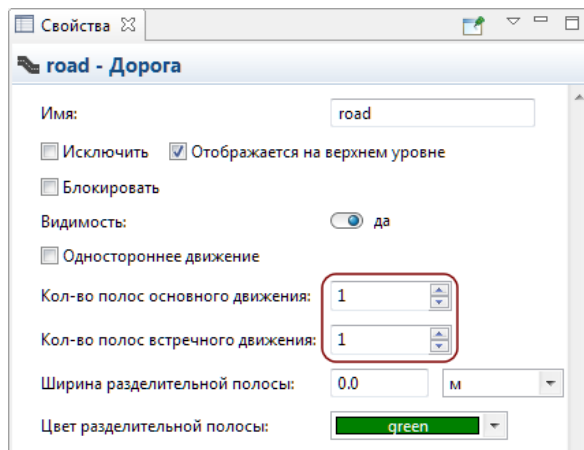 Свойства
road - Дорога
Имя: road
Исключить Отображается на верхнем уровне
Блокировать
Видимость: да
Одностороннее движение
Кол-во полос основного движения: 1
Кол-во полос встречного движения: 1
Ширина разделительной полосы: 0.0 м
Цвет разделительной полосы: green